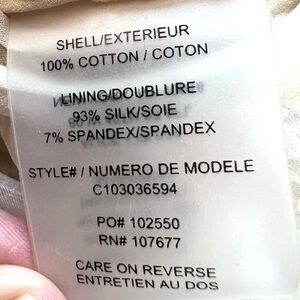 SHELL/EXTERIEUR
100% COTTON / COTON
LINING/DOUBLURE
93% SILK/SOIE
7% SPANDEX/SPANDEX
STYLE# / NUMERO DE MODELE
C103036594
PO# 102550
RN# 107677
CARE ON REVERSE
ENTRETIEN AU DOS